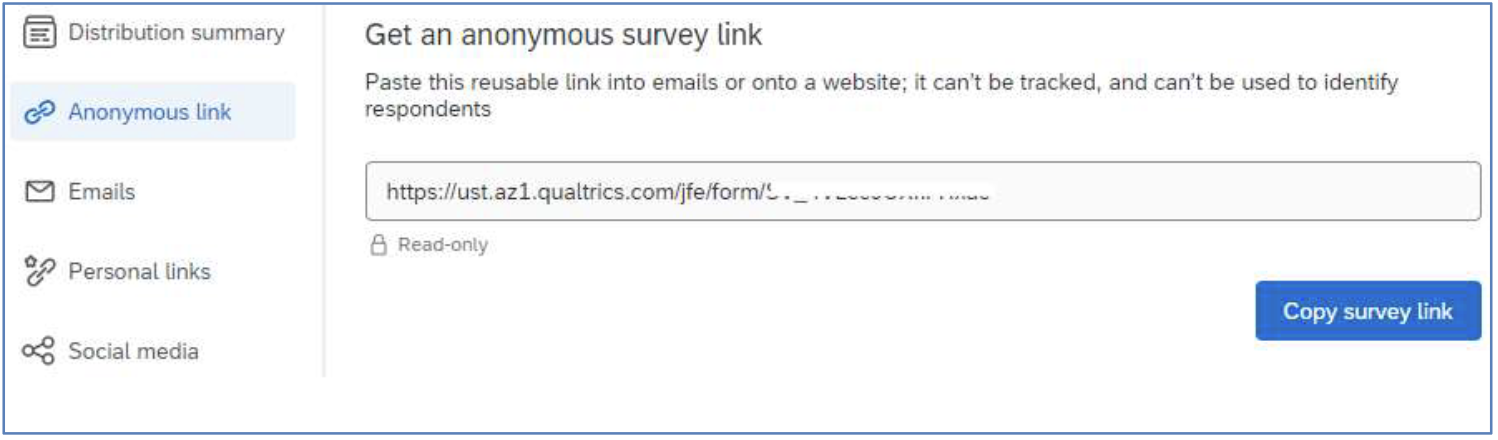 Distribution summary
Anonymous link
Emails
Personal links
Social media
Get an anonymous survey link
Paste this reusable link into emails or onto a website; it can't be tracked, and can't be used to identify
respondents
https://ust.az1.qualtrics.com/jfe/form/
Read-only
Copy survey link